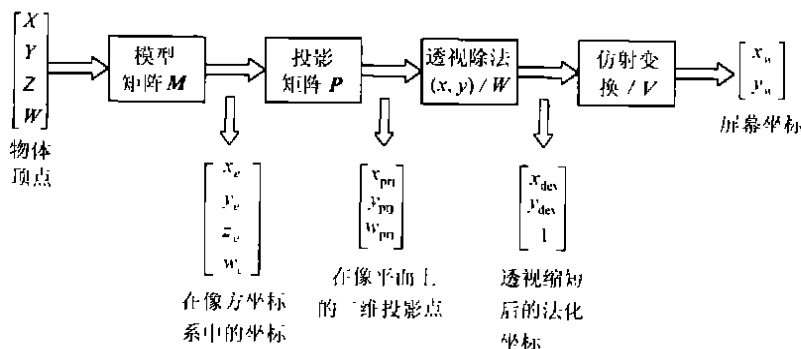 X
Y
Z
W
物体
顶点
模型
矩阵 M
投影
矩阵 P
透视除法
(x, y) / W
仿射变
换 / V
x_w
y_w
屏幕坐标
x_e
y_e
z_e
w_e
在像方坐标
系中的坐标
x_prj
y_prj
w_prj
在像平面上
的二维投影点
x_dev
y_dev
1
透视缩短
后的法化
坐标